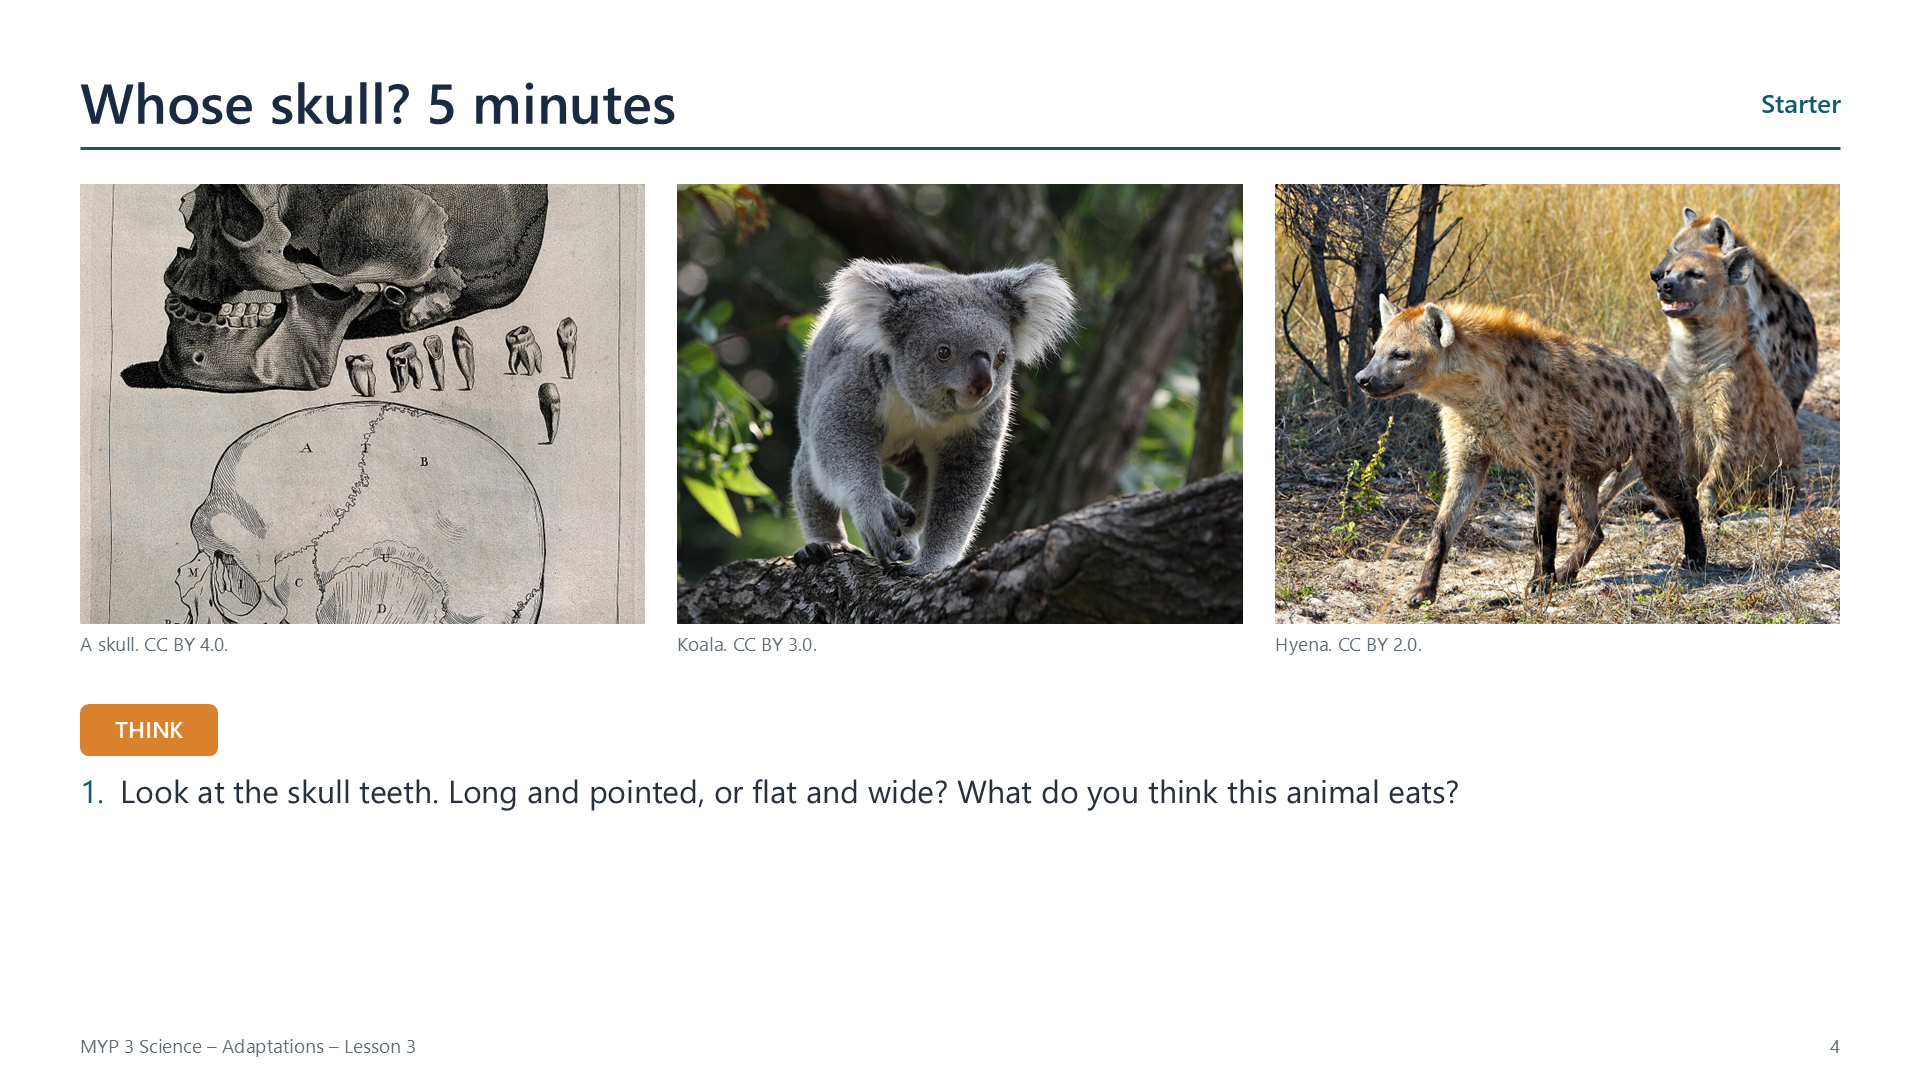 Whose skull? 5 minutes
Starter
A
B
M
I
C
D
A skull. CC BY 4.0.
Koala. CC BY 3.0.
Hyena. CC BY 2.0.
THINK
1. Look at the skull teeth. Long and pointed, or flat and wide? What do you think this animal eats?
MYP 3 Science – Adaptations – Lesson 3
4